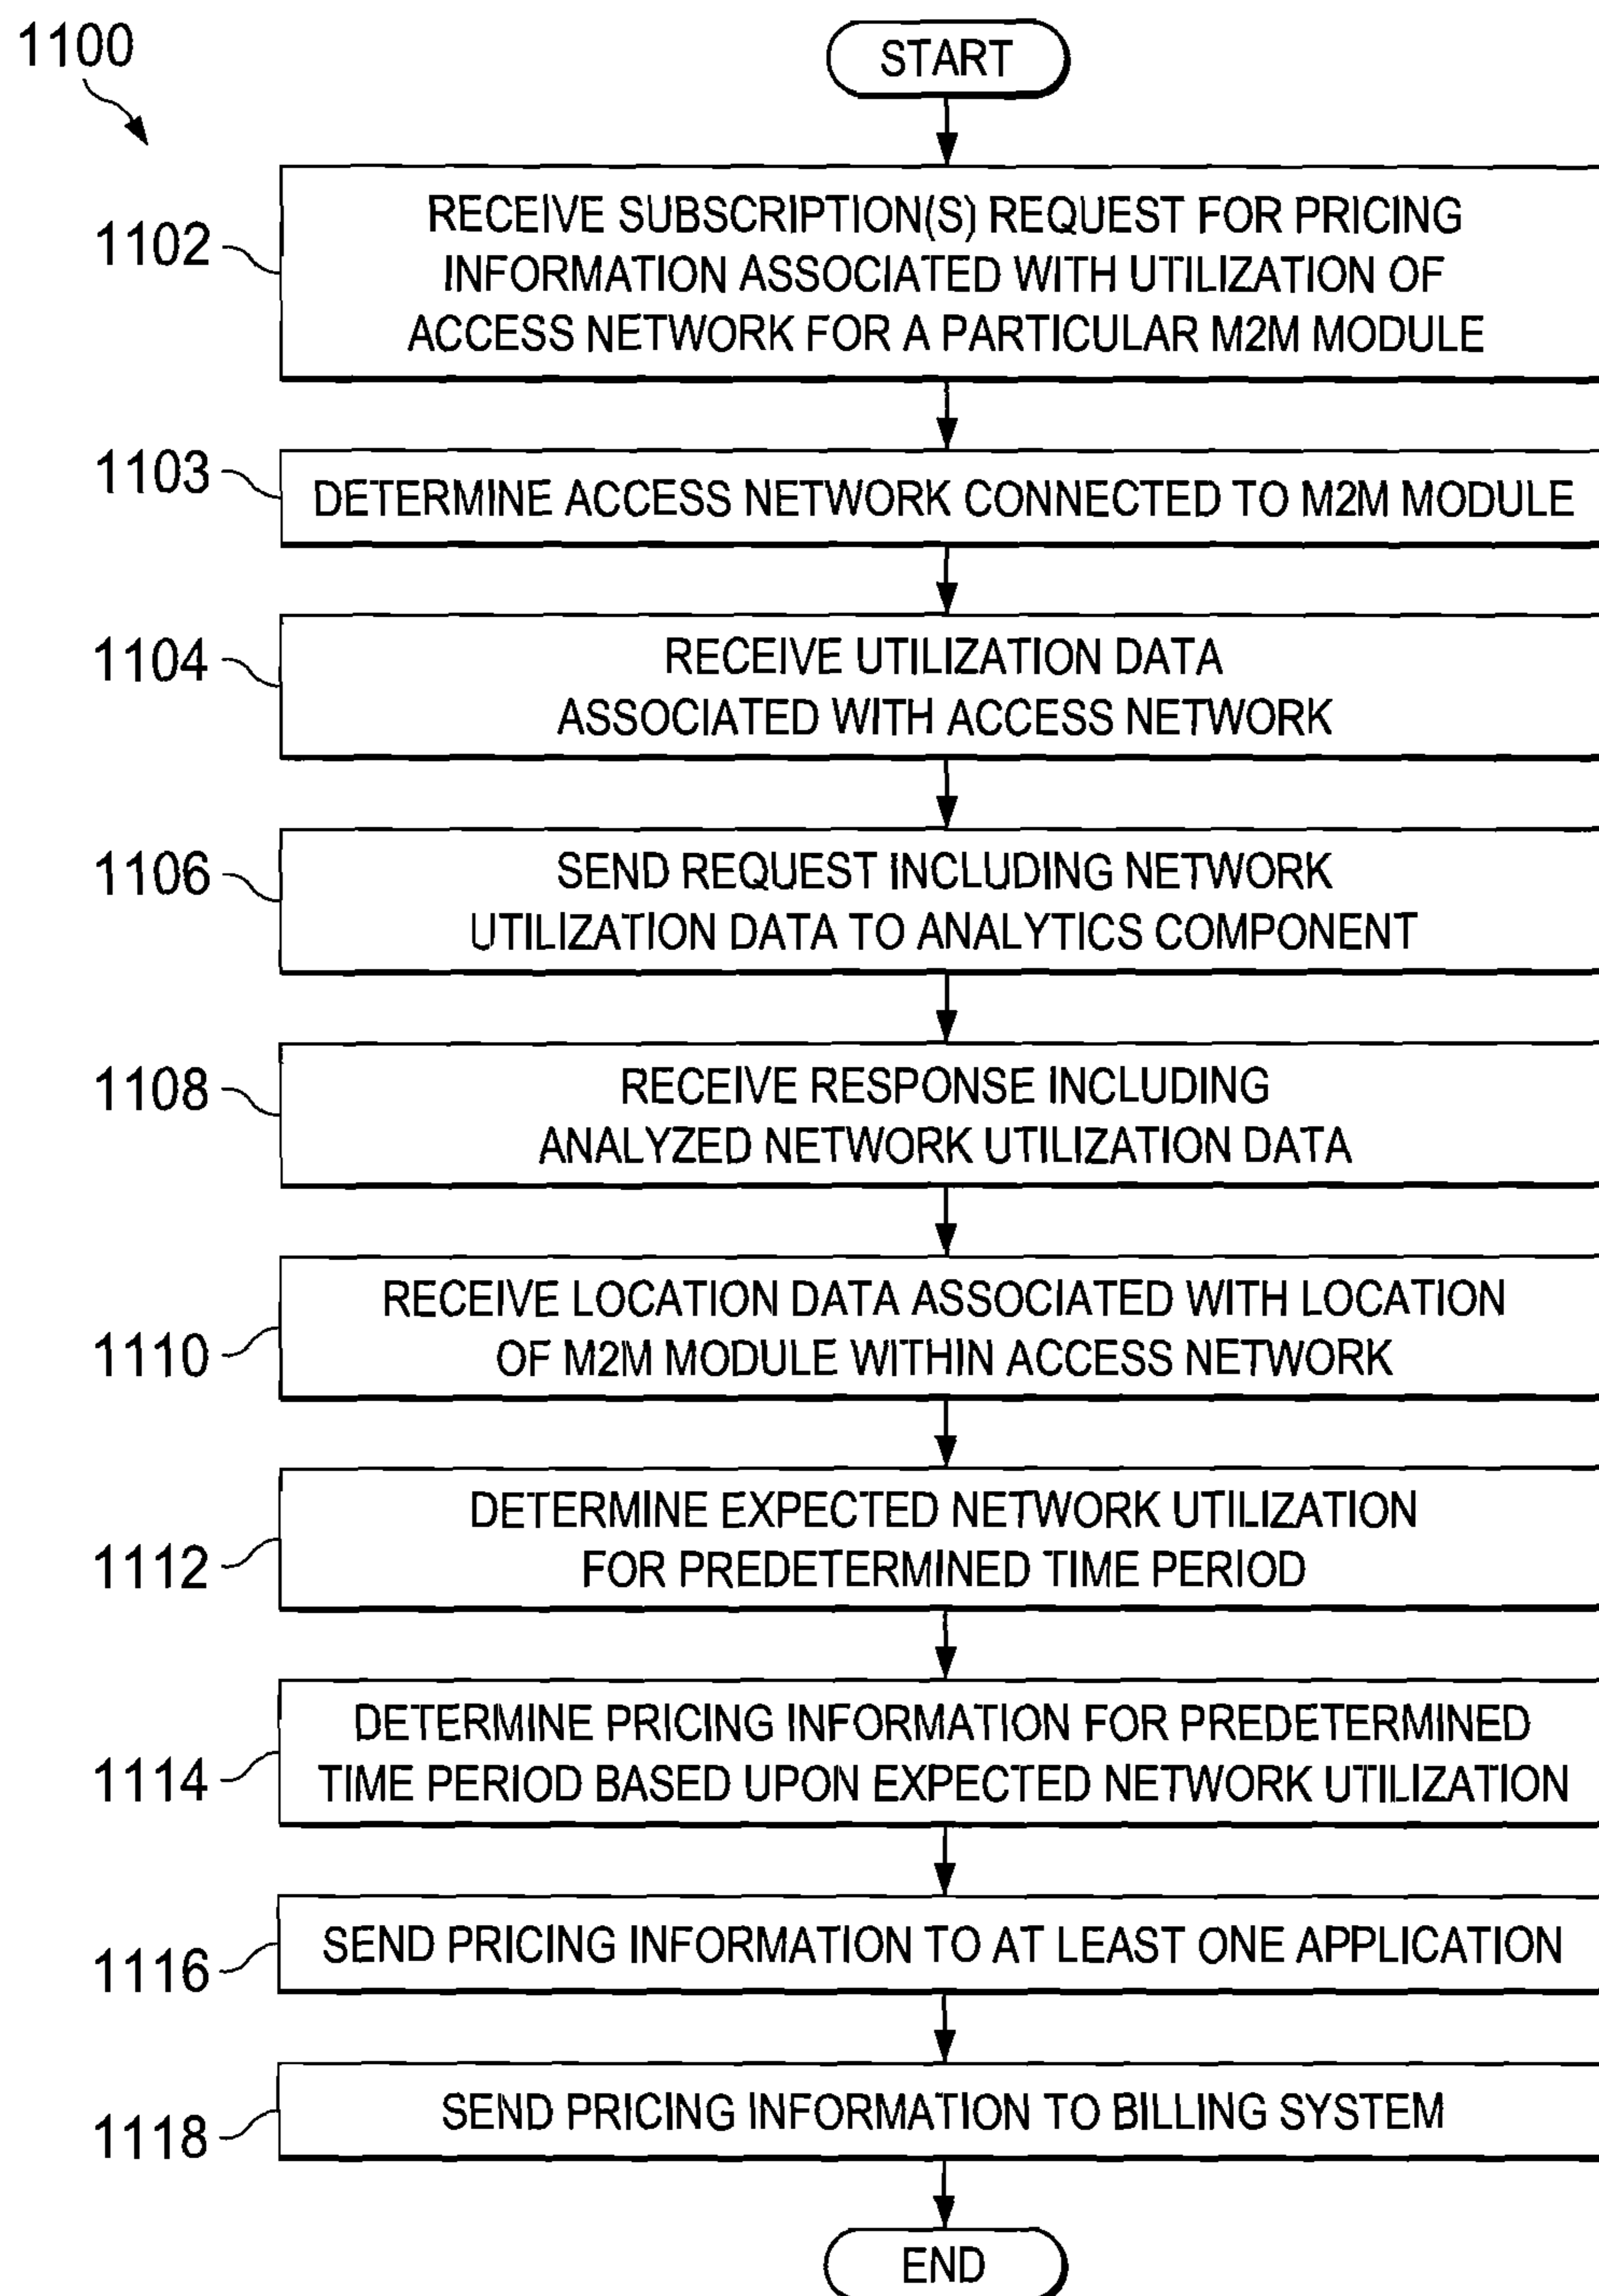 1100
START
1102
RECEIVE SUBSCRIPTION(S) REQUEST FOR PRICING
INFORMATION ASSOCIATED WITH UTILIZATION OF
ACCESS NETWORK FOR A PARTICULAR M2M MODULE
1103
DETERMINE ACCESS NETWORK CONNECTED TO M2M MODULE
1104
RECEIVE UTILIZATION DATA
ASSOCIATED WITH ACCESS NETWORK
1106
SEND REQUEST INCLUDING NETWORK
UTILIZATION DATA TO ANALYTICS COMPONENT
1108
RECEIVE RESPONSE INCLUDING
ANALYZED NETWORK UTILIZATION DATA
1110
RECEIVE LOCATION DATA ASSOCIATED WITH LOCATION
OF M2M MODULE WITHIN ACCESS NETWORK
1112
DETERMINE EXPECTED NETWORK UTILIZATION
FOR PREDETERMINED TIME PERIOD
1114
DETERMINE PRICING INFORMATION FOR PREDETERMINED
TIME PERIOD BASED UPON EXPECTED NETWORK UTILIZATION
1116
SEND PRICING INFORMATION TO AT LEAST ONE APPLICATION
1118
SEND PRICING INFORMATION TO BILLING SYSTEM
END